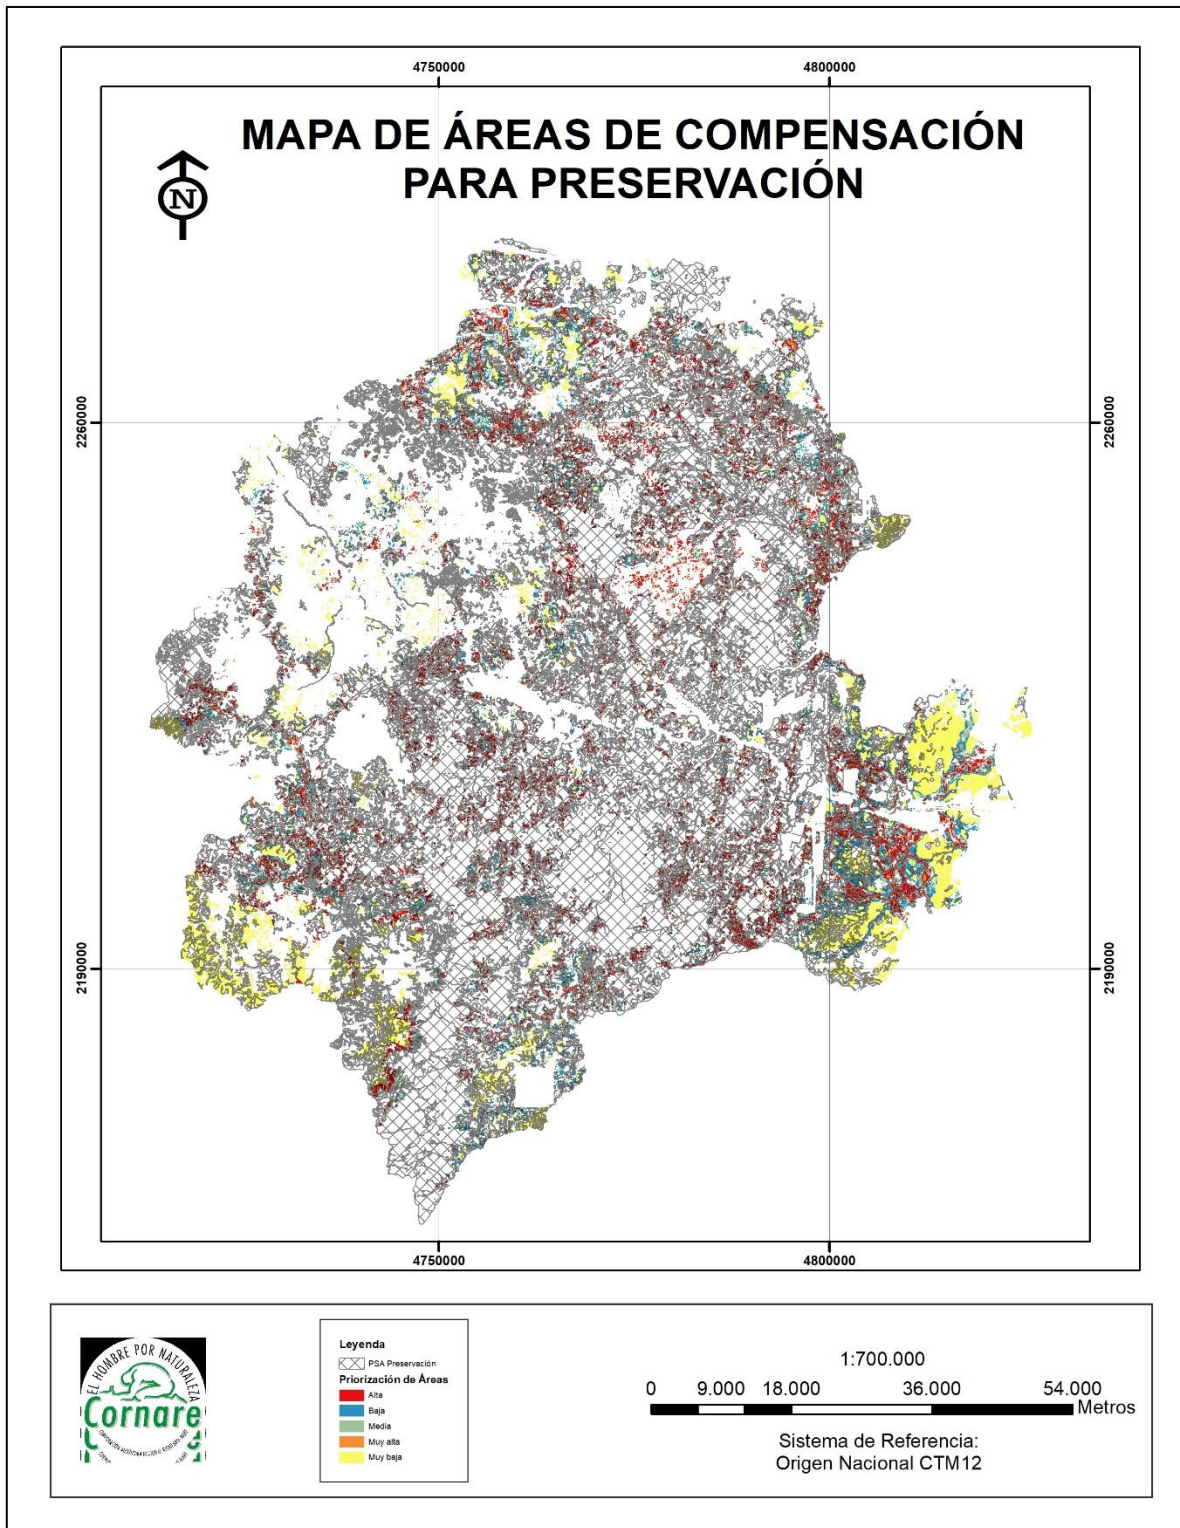 4750000 4800000
MAPA DE ÁREAS DE COMPENSACIÓN
PARA PRESERVACIÓN
N
2260000 2260000
2190000 2190000
4750000 4800000
EL HOMBRE POR NATURALEZA
Cornare
Leyenda
PSA Preservación
Priorización de Áreas
Alta
Baja
Media
Muy alta
Muy baja
1:700.000
0 9.000 18.000 36.000 54.000
Metros
Sistema de Referencia:
Origen Nacional CTM12